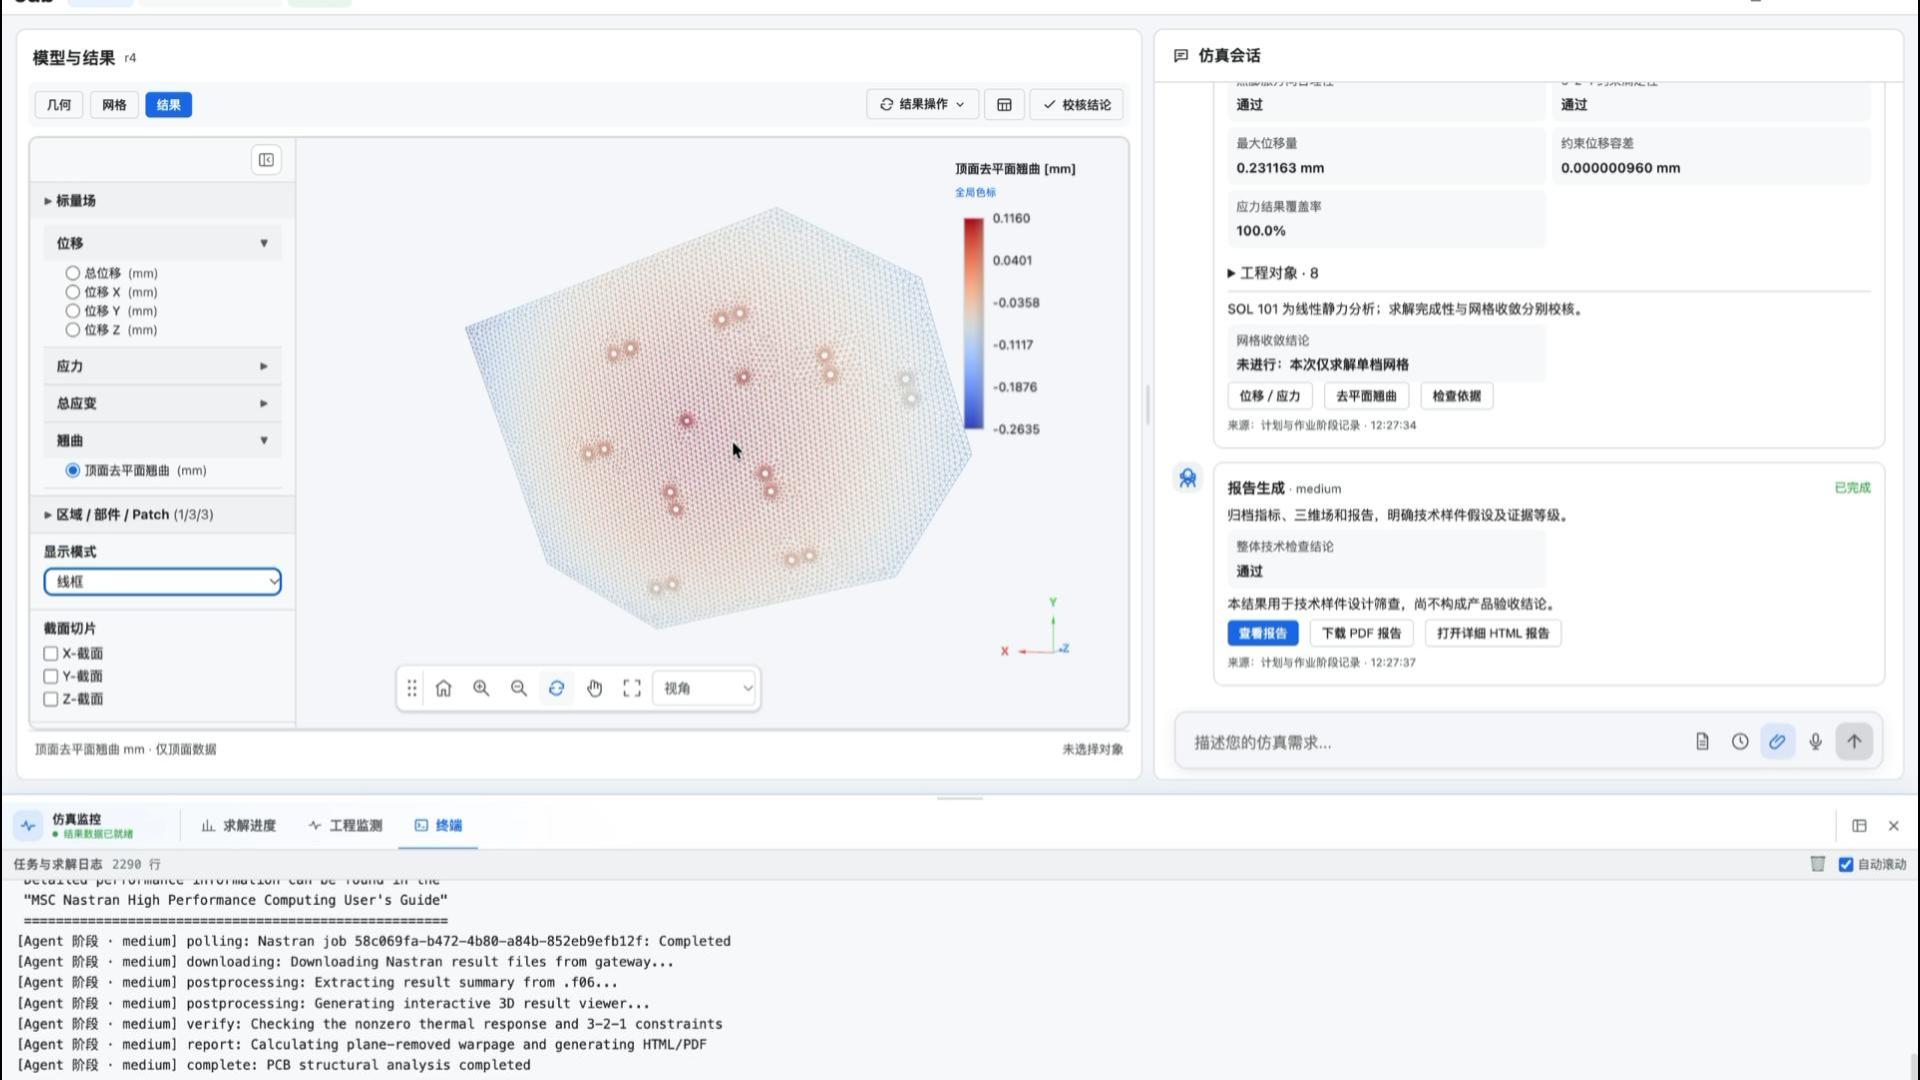 模型与结果 r4
几何
网格
结果
结果操作
校核结论
标量场
位移
总位移 (mm)
位移 X (mm)
位移 Y (mm)
位移 Z (mm)
应力
总应变
翘曲
顶面去平面翘曲 (mm)
区域 / 部件 / Patch (1/3/3)
显示模式
线框
截面切片
X-截面
Y-截面
Z-截面
顶面去平面翘曲 [mm]
全局色标
0.1160
0.0401
-0.0358
-0.1117
-0.1876
-0.2635
Y
X
Z
视角
顶面去平面翘曲 mm · 仅顶面数据
未选择对象
仿真会话
通过
通过
最大位移量
0.231163 mm
约束位移容差
0.000000960 mm
应力结果覆盖率
100.0%
工程对象 · 8
SOL 101 为线性静力分析；求解完成性与网格收敛分别校核。
网格收敛结论
未进行：本次仅求解单档网格
位移 / 应力
去平面翘曲
检查依据
来源：计划与作业阶段记录 · 12:27:34
报告生成 · medium
已完成
归档指标、三维场和报告，明确技术样件假设及证据等级。
整体技术检查结论
通过
本结果用于技术样件设计筛查，尚不构成产品验收结论。
查看报告
下载 PDF 报告
打开详细 HTML 报告
来源：计划与作业阶段记录 · 12:27:37
描述您的仿真需求...
仿真监控
结果数据已就绪
求解进度
工程监测
终端
任务与求解日志 2290 行
自动滚动
Detailed performance information can be found in the
"MSC Nastran High Performance Computing User's Guide"
=====================================================
[Agent 阶段 · medium] polling: Nastran job 58c069fa-b472-4b80-a84b-852eb9efb12f: Completed
[Agent 阶段 · medium] downloading: Downloading Nastran result files from gateway...
[Agent 阶段 · medium] postprocessing: Extracting result summary from .f06...
[Agent 阶段 · medium] postprocessing: Generating interactive 3D result viewer...
[Agent 阶段 · medium] verify: Checking the nonzero thermal response and 3-2-1 constraints
[Agent 阶段 · medium] report: Calculating plane-removed warpage and generating HTML/PDF
[Agent 阶段 · medium] complete: PCB structural analysis completed